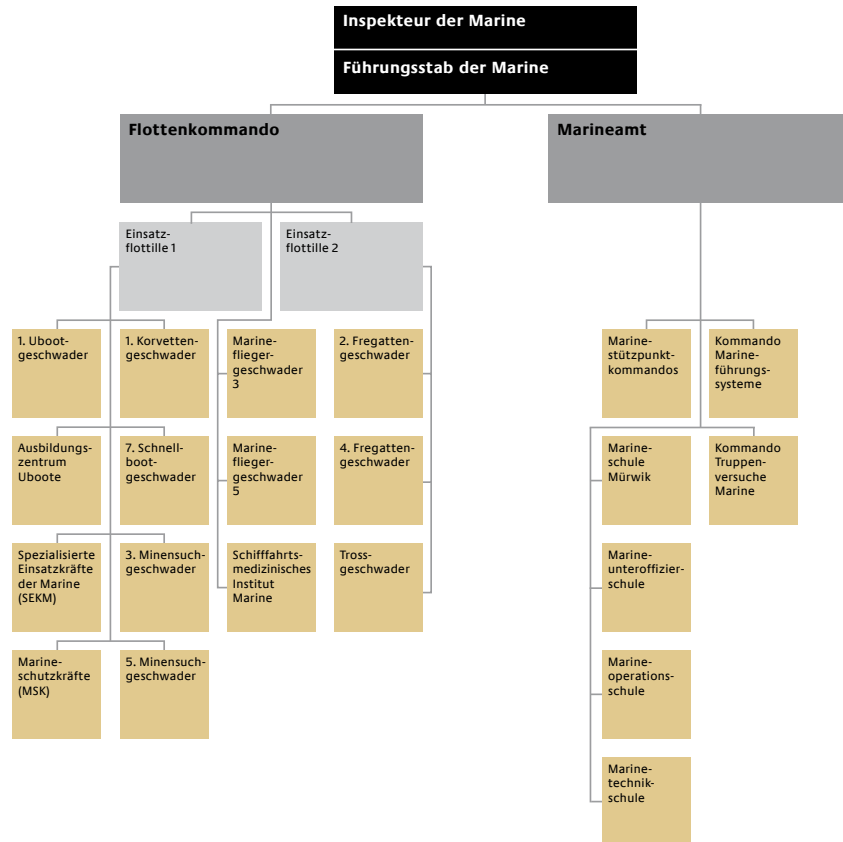 Inspekteur der Marine
Führungsstab der Marine
Flottenkommando
Marineamt
Einsatz-
flottille 1
Einsatz-
flottille 2
1. Uboot-
geschwader
1. Korvetten-
geschwader
Marine-
flieger-
geschwader
3
2. Fregatten-
geschwader
Marine-
stützpunkt-
kommandos
Kommando
Marine-
führungs-
systeme
Ausbildungs-
zentrum
Uboote
7. Schnell-
boot-
geschwader
Marine-
flieger-
geschwader
5
4. Fregatten-
geschwader
Marine-
schule
Mürwik
Kommando
Truppen-
versuche
Marine
Spezialisierte
Einsatzkräfte
der Marine
(SEKM)
3. Minensuch-
geschwader
Schifffahrts-
medizinisches
Institut
Marine
Tross-
geschwader
Marine-
unteroffizier-
schule
Marine-
schutzkräfte
(MSK)
5. Minensuch-
geschwader
Marine-
operations-
schule
Marine-
technik-
schule